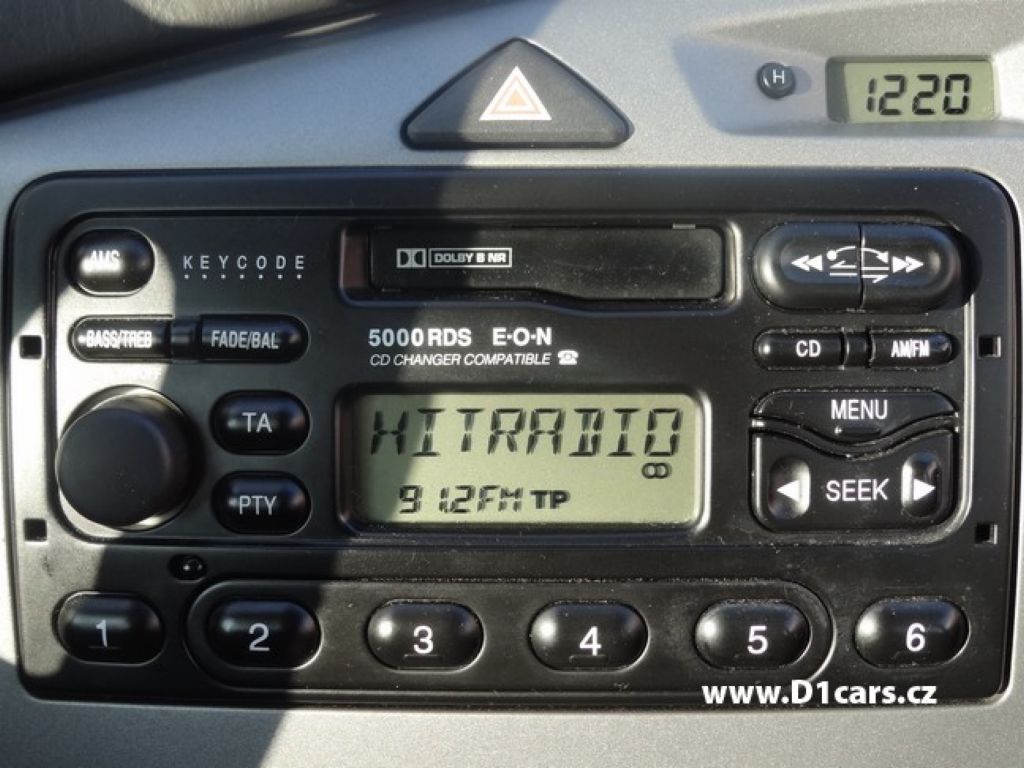 H 1220
AMS KEYCODE DOLBY B NR
BASS/TREB FADE/BAL 5000 RDS E·O·N CD AM/FM
CD CHANGER COMPATIBLE
TA HITRADIO MENU
PTY 91.2FM TP SEEK
1 2 3 4 5 6
www.D1cars.cz